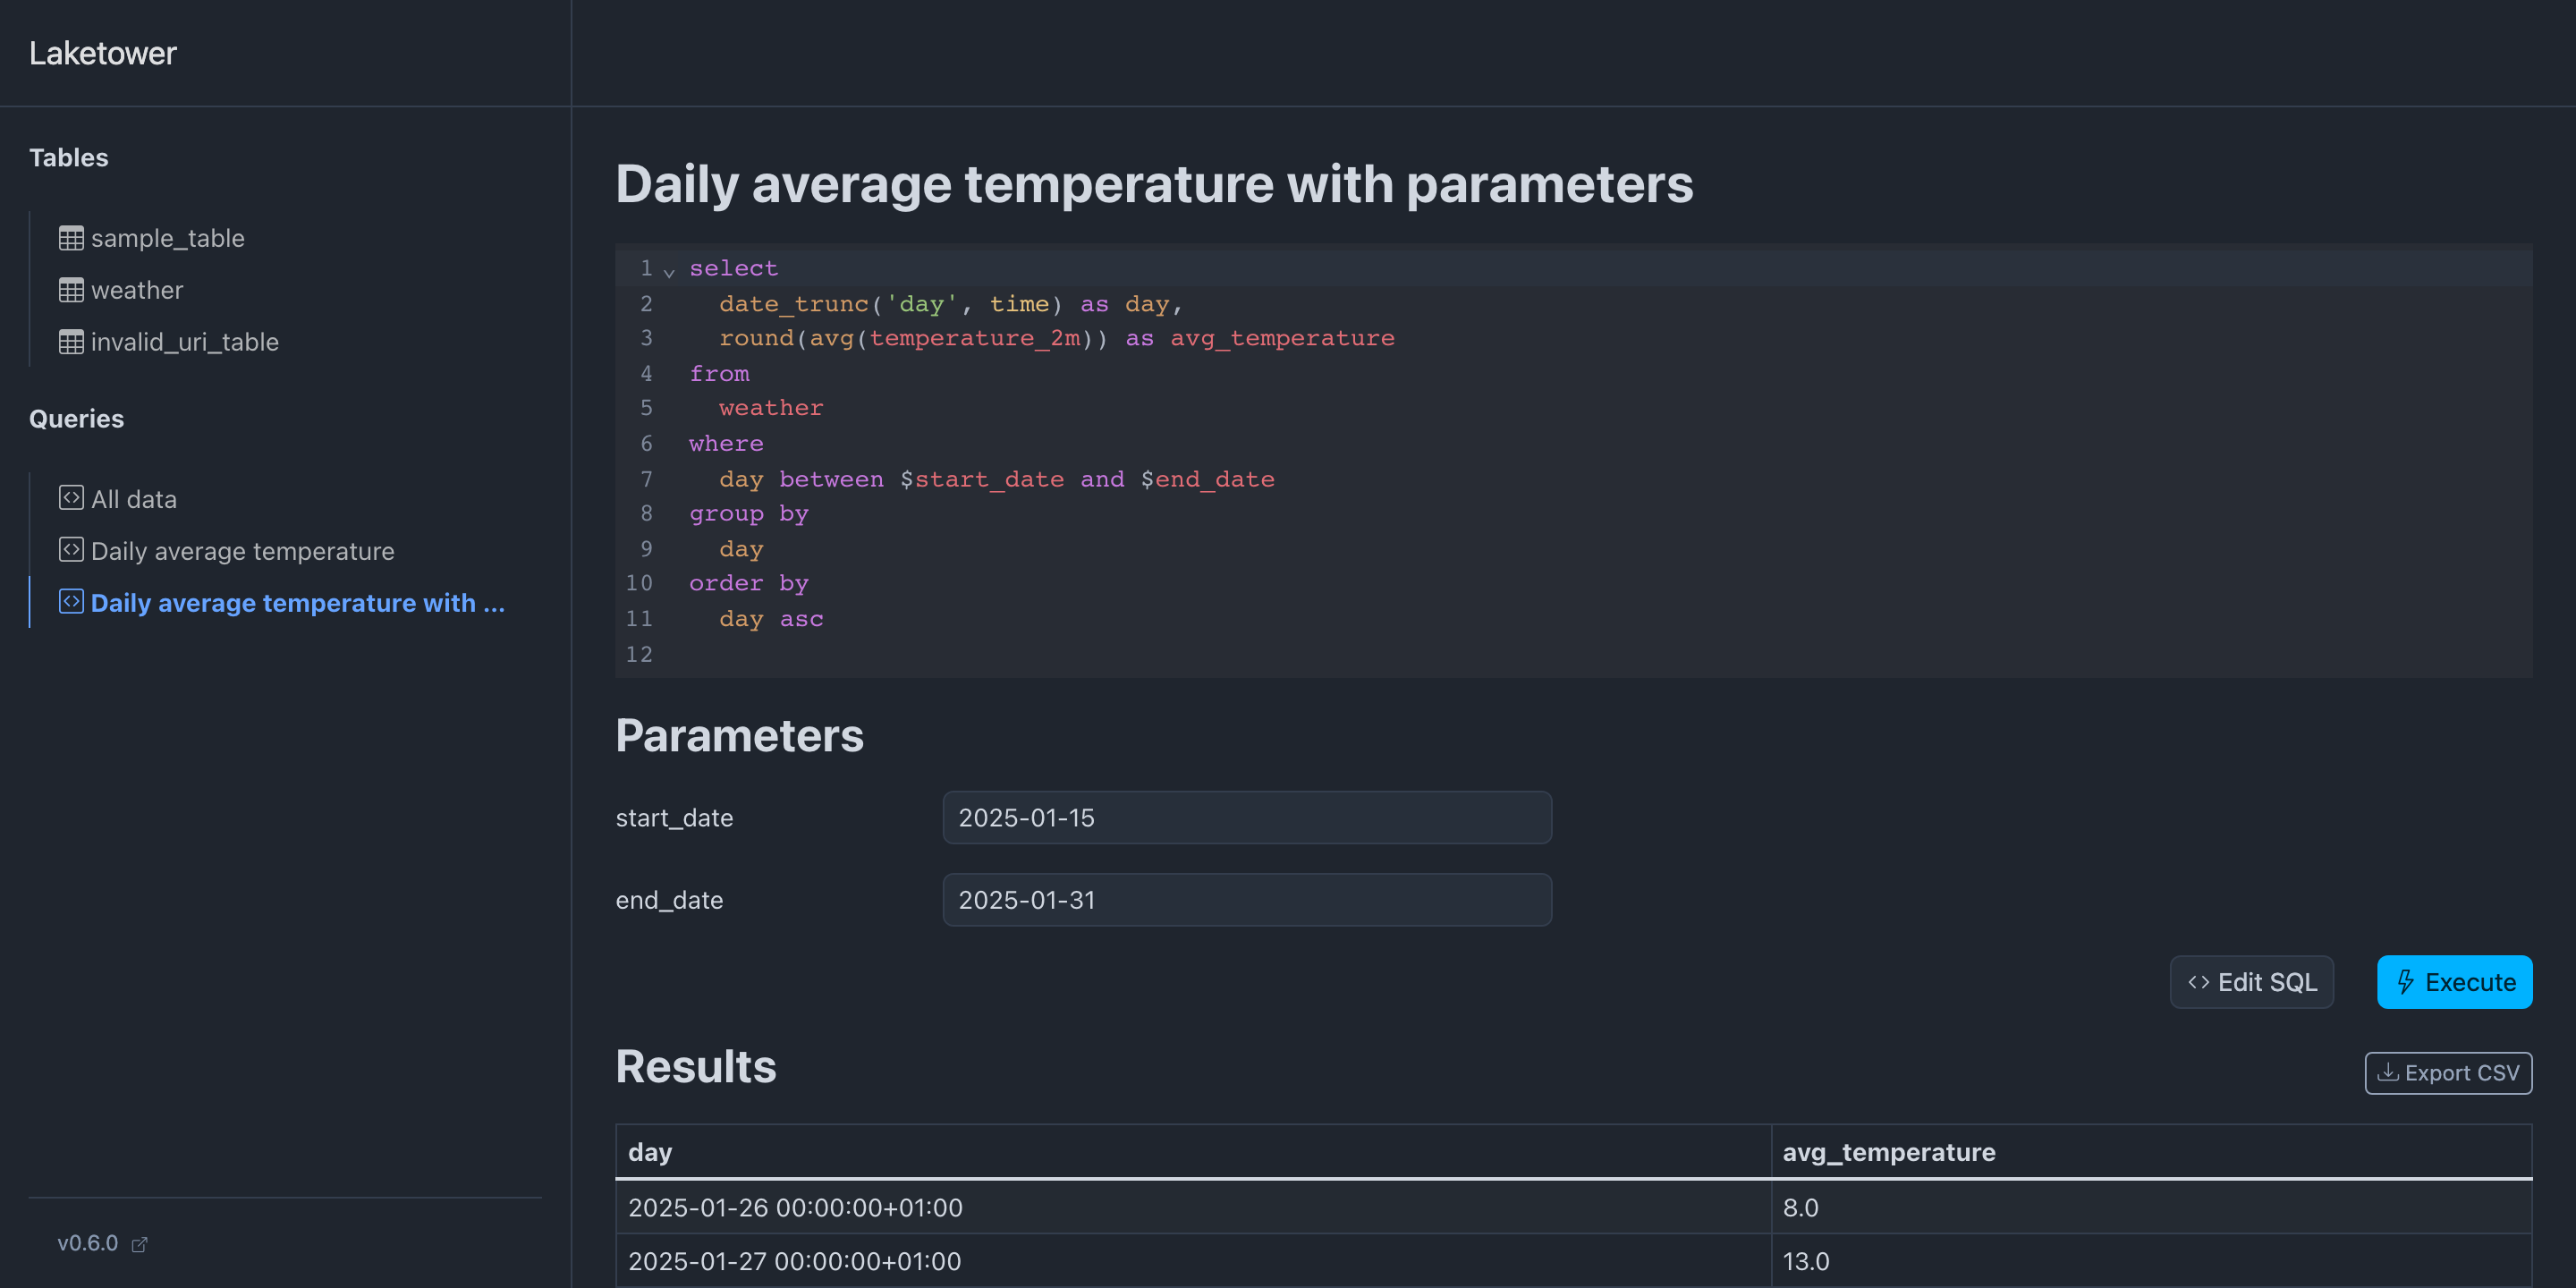 Laketower
Tables
sample_table
weather
invalid_uri_table
Queries
All data
Daily average temperature
Daily average temperature with ...
v0.6.0
Daily average temperature with parameters
1 select
2   date_trunc('day', time) as day,
3   round(avg(temperature_2m)) as avg_temperature
4 from
5   weather
6 where
7   day between $start_date and $end_date
8 group by
9   day
10 order by
11   day asc
12
Parameters
start_date 2025-01-15
end_date 2025-01-31
Edit SQL Execute
Results Export CSV
day avg_temperature
2025-01-26 00:00:00+01:00 8.0
2025-01-27 00:00:00+01:00 13.0